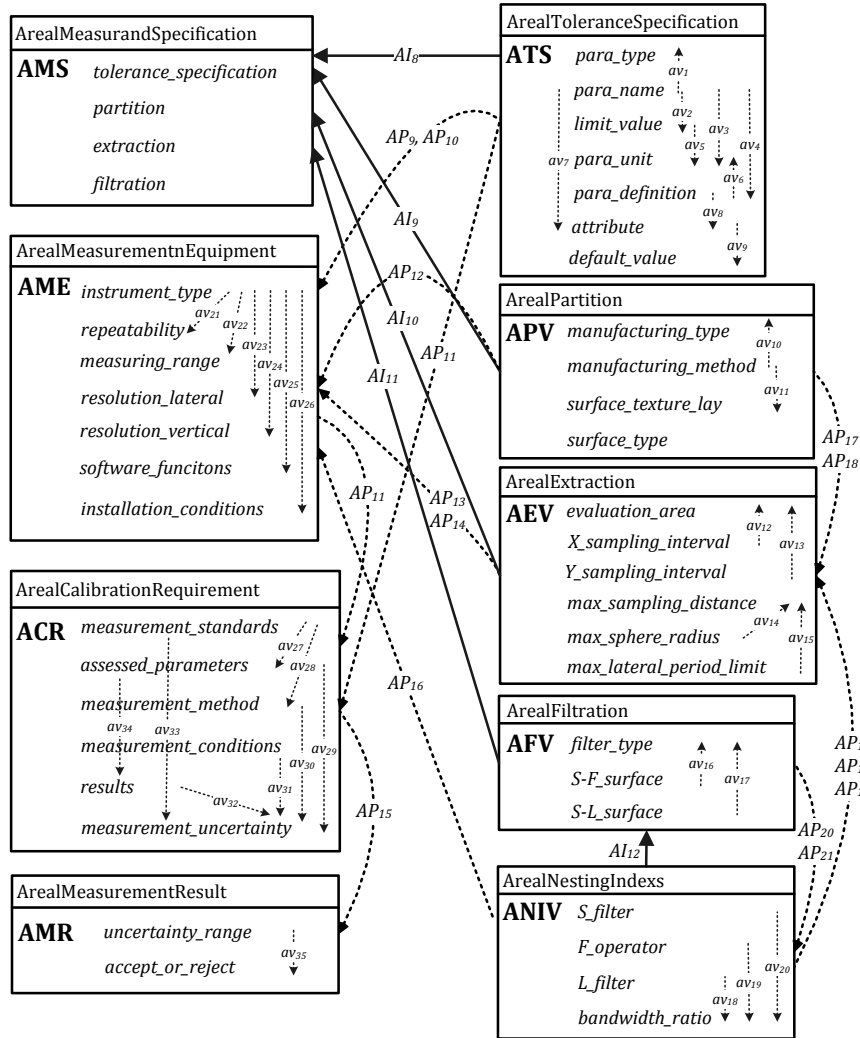 ArealMeasurandSpecification
AMS
tolerance_specification
partition
extraction
filtration
ArealToleranceSpecification
ATS
para_type
para_name
limit_value
para_unit
para_definition
attribute
default_value
av1
av2
av3
av4
av5
av6
av7
av8
av9
AI8
AP9, AP10
AI9
AP12
AI10
AP11
AI11
ArealMeasurementnEquipment
AME
instrument_type
repeatability
measuring_range
resolution_lateral
resolution_vertical
software_funcitons
installation_conditions
av21
av22
av23
av24
av25
av26
ArealPartition
APV
manufacturing_type
manufacturing_method
surface_texture_lay
surface_type
av10
av11
AP17
AP18
AP11
AP13
AP14
ArealExtraction
AEV
evaluation_area
X_sampling_interval
Y_sampling_interval
max_sampling_distance
max_sphere_radius
max_lateral_period_limit
av12
av13
av14
av15
ArealCalibrationRequirement
ACR
measurement_standards
assessed_parameters
measurement_method
measurement_conditions
results
measurement_uncertainty
av27
av28
av29
av30
av31
av32
av33
av34
AP16
AP15
ArealFiltration
AFV
filter_type
S-F_surface
S-L_surface
av16
av17
AP1
AP1
AP1
AP20
AP21
AI12
ArealMeasurementResult
AMR
uncertainty_range
accept_or_reject
av35
ArealNestingIndexs
ANIV
S_filter
F_operator
L_filter
bandwidth_ratio
av18
av19
av20